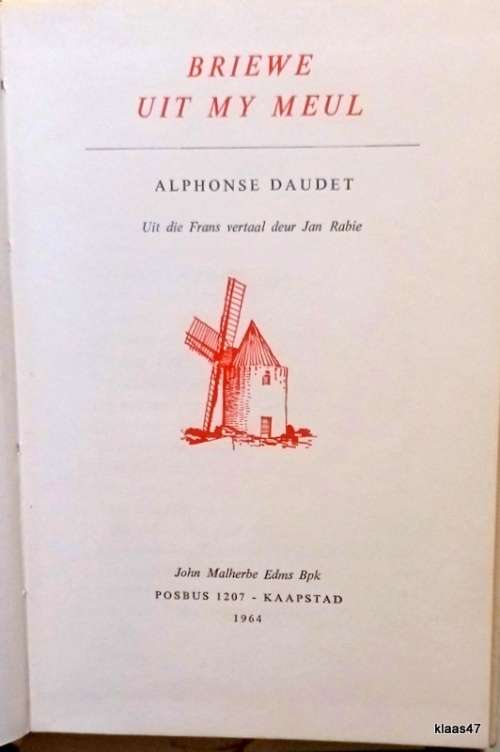 BRIEWE
UIT MY MEUL
ALPHONSE DAUDET
Uit die Frans vertaal deur Jan Rabie
John Malherbe Edms Bpk
POSBUS 1207 - KAAPSTAD
1964
klaas47